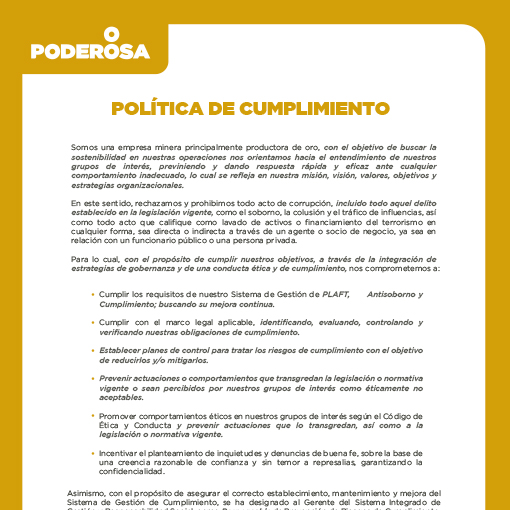 PODEROSA
POLÍTICA DE CUMPLIMIENTO
Somos una empresa minera principalmente productora de oro, con el objetivo de buscar la
sostenibilidad en nuestras operaciones nos orientamos hacia el entendimiento de nuestros
grupos de interés, previniendo y dando respuesta rápida y eficaz ante cualquier
comportamiento inadecuado, lo cual se refleja en nuestra misión, visión, valores, objetivos y
estrategias organizacionales.
En este sentido, rechazamos y prohibimos todo acto de corrupción, incluido todo aquel delito
establecido en la legislación vigente, como el soborno, la colusión y el tráfico de influencias, así
como todo acto que califique como lavado de activos o financiamiento del terrorismo en
cualquier forma, sea directa o indirecta a través de un agente o socio de negocio, ya sea en
relación con un funcionario público o una persona privada.
Para lo cual, con el propósito de cumplir nuestros objetivos, a través de la integración de
estrategias de gobernanza y de una conducta ética y de cumplimiento, nos comprometemos a:
• Cumplir los requisitos de nuestro Sistema de Gestión de PLAFT, Antisoborno y
Cumplimiento; buscando su mejora continua.
• Cumplir con el marco legal aplicable, identificando, evaluando, controlando y
verificando nuestras obligaciones de cumplimiento.
• Establecer planes de control para tratar los riesgos de cumplimiento con el objetivo
de reducirlos y/o mitigarlos.
• Prevenir actuaciones o comportamientos que transgredan la legislación o normativa
vigente o sean percibidos por nuestros grupos de interés como éticamente no
aceptables.
• Promover comportamientos éticos en nuestros grupos de interés según el Código de
Ética y Conducta y prevenir actuaciones que lo transgredan, así como a la
legislación o normativa vigente.
• Incentivar el planteamiento de inquietudes y denuncias de buena fe, sobre la base de
una creencia razonable de confianza y sin temor a represalias, garantizando la
confidencialidad.
Asimismo, con el propósito de asegurar el correcto establecimiento, mantenimiento y mejora del
Sistema de Gestión de Cumplimiento, se ha designado al Gerente del Sistema Integrado de